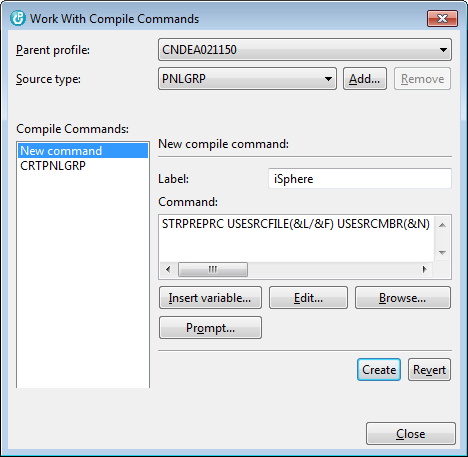 Work With Compile Commands
Parent profile:
CNDEA021150
Source type:
PNLGRP
Add...
Remove
Compile Commands:
New command
CRTPNLGRP
New compile command:
Label:
iSphere
Command:
STRPREPRC USESRCFILE(&L/&F) USESRCMBR(&N)
Insert variable...
Edit...
Browse...
Prompt...
Create
Revert
Close